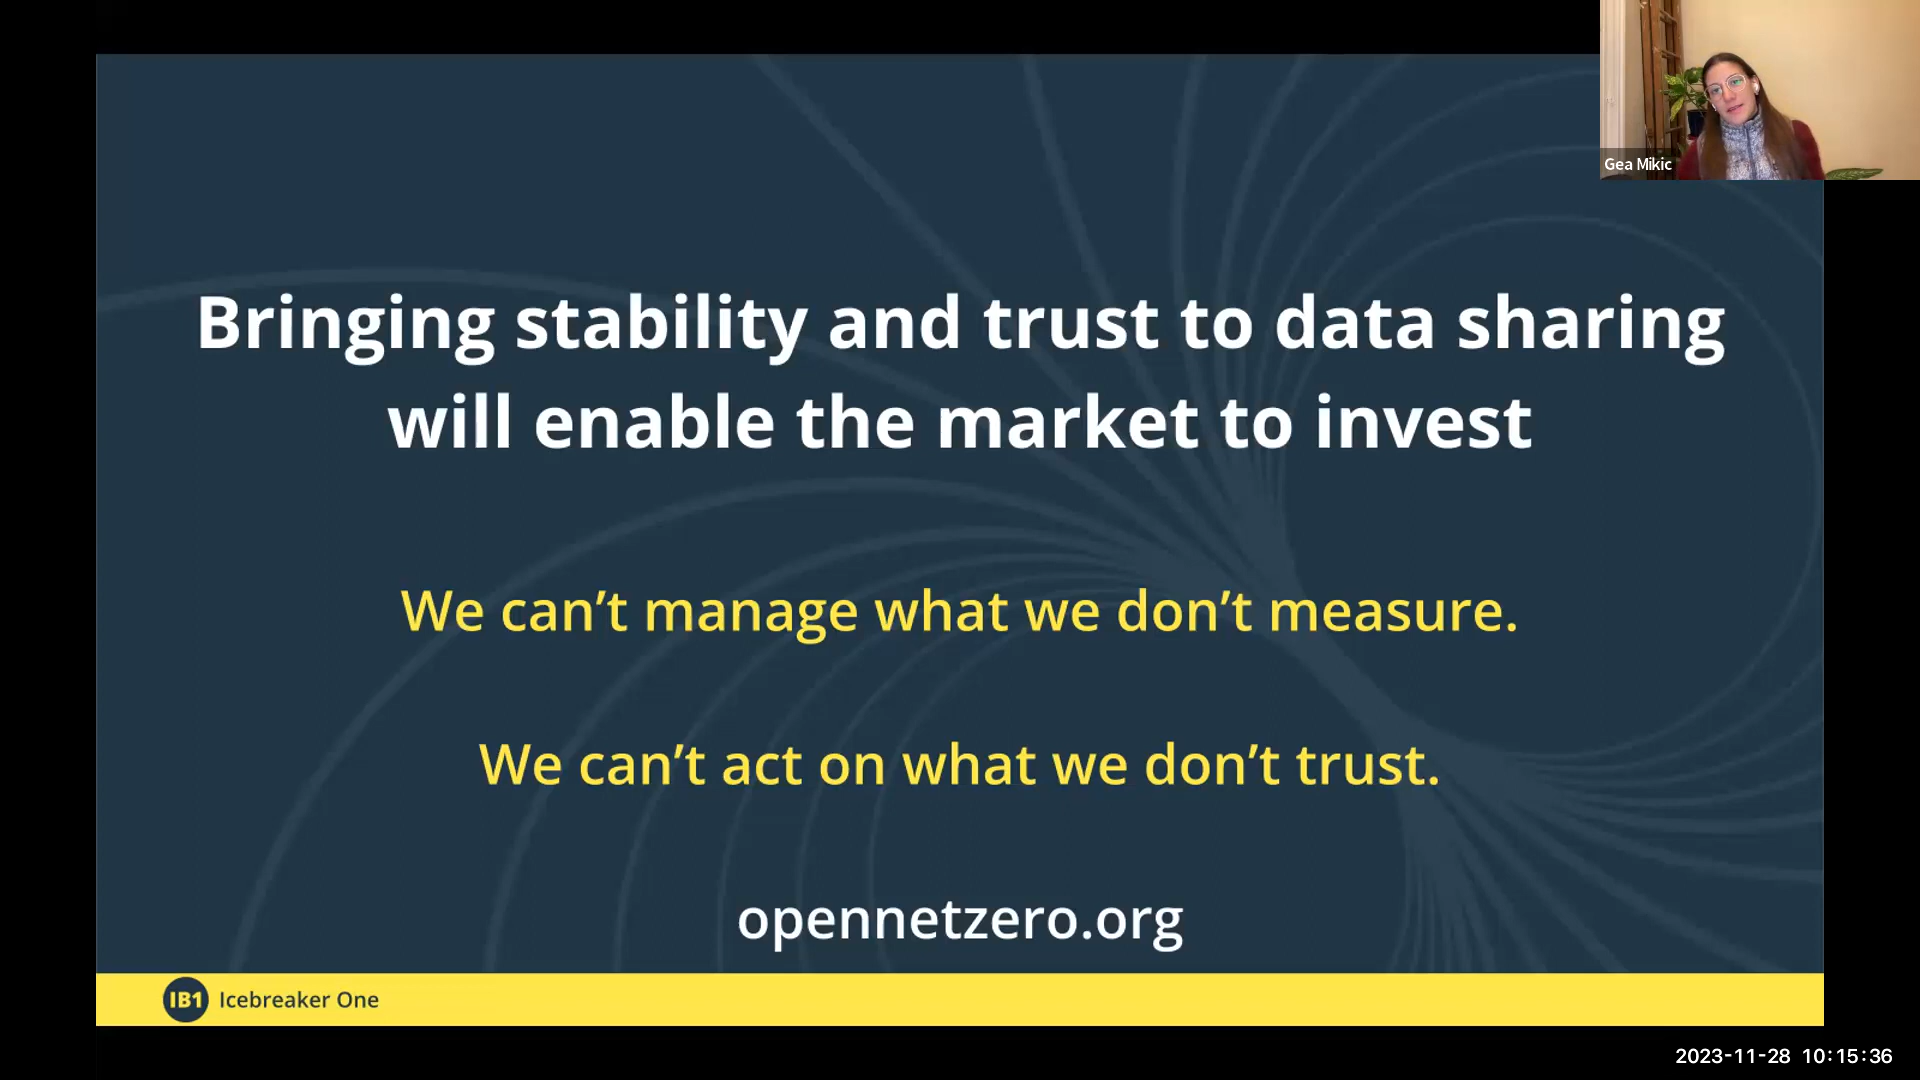 Gea Mikic
Bringing stability and trust to data sharing
will enable the market to invest
We can’t manage what we don’t measure.
We can’t act on what we don’t trust.
opennetzero.org
IB1 Icebreaker One
2023-11-28 10:15:36